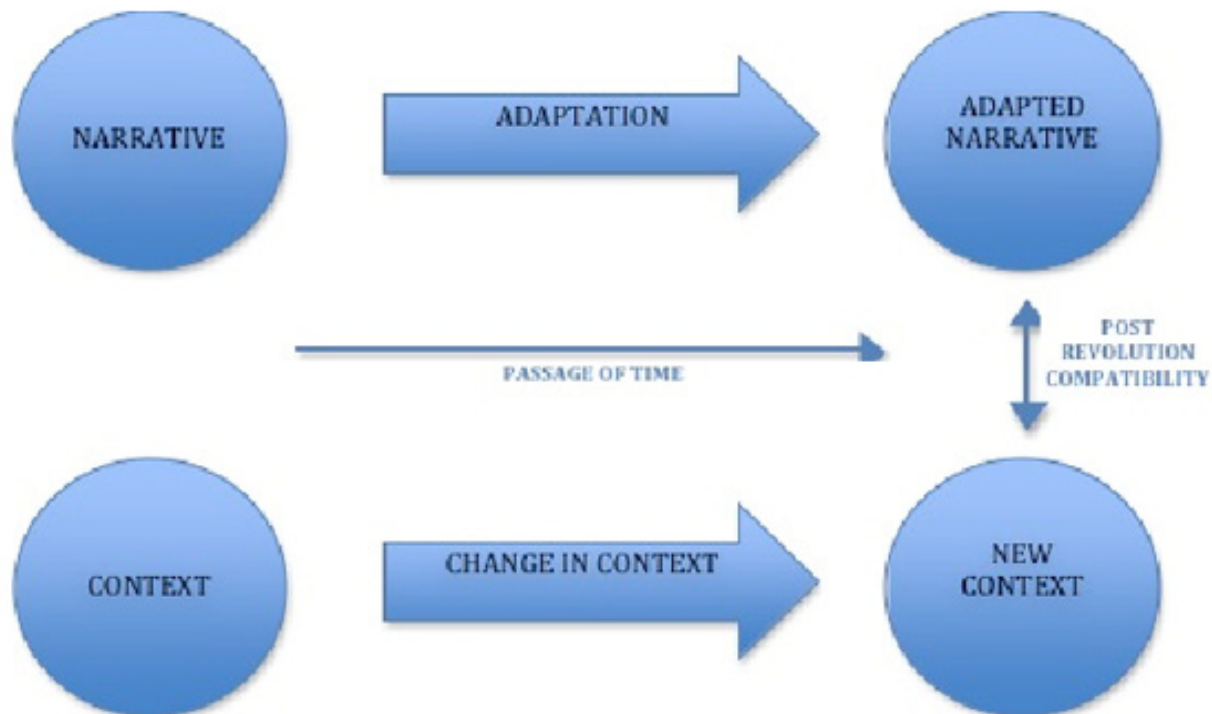 NARRATIVE
ADAPTATION
ADAPTED
NARRATIVE
PASSAGE OF TIME
POST
REVOLUTION
COMPATIBILITY
CONTEXT
CHANGE IN CONTEXT
NEW
CONTEXT